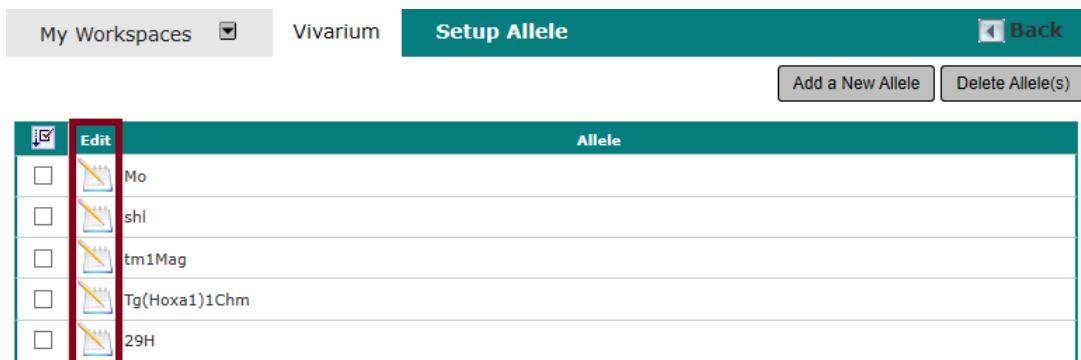 My Workspaces Vivarium Setup Allele Back
Add a New Allele Delete Allele(s)
Edit Allele
Mo
shl
tm1Mag
Tg(Hoxa1)1Chm
29H